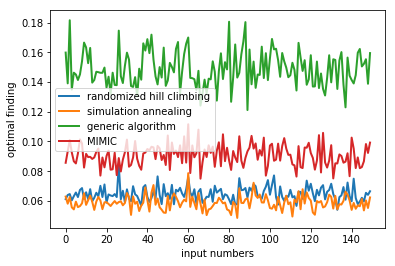 0.18
0.16
0.14
0.12
0.10
0.08
0.06
optimal finding
randomized hill climbing
simulation annealing
generic algorithm
MIMIC
0 20 40 60 80 100 120 140
input numbers